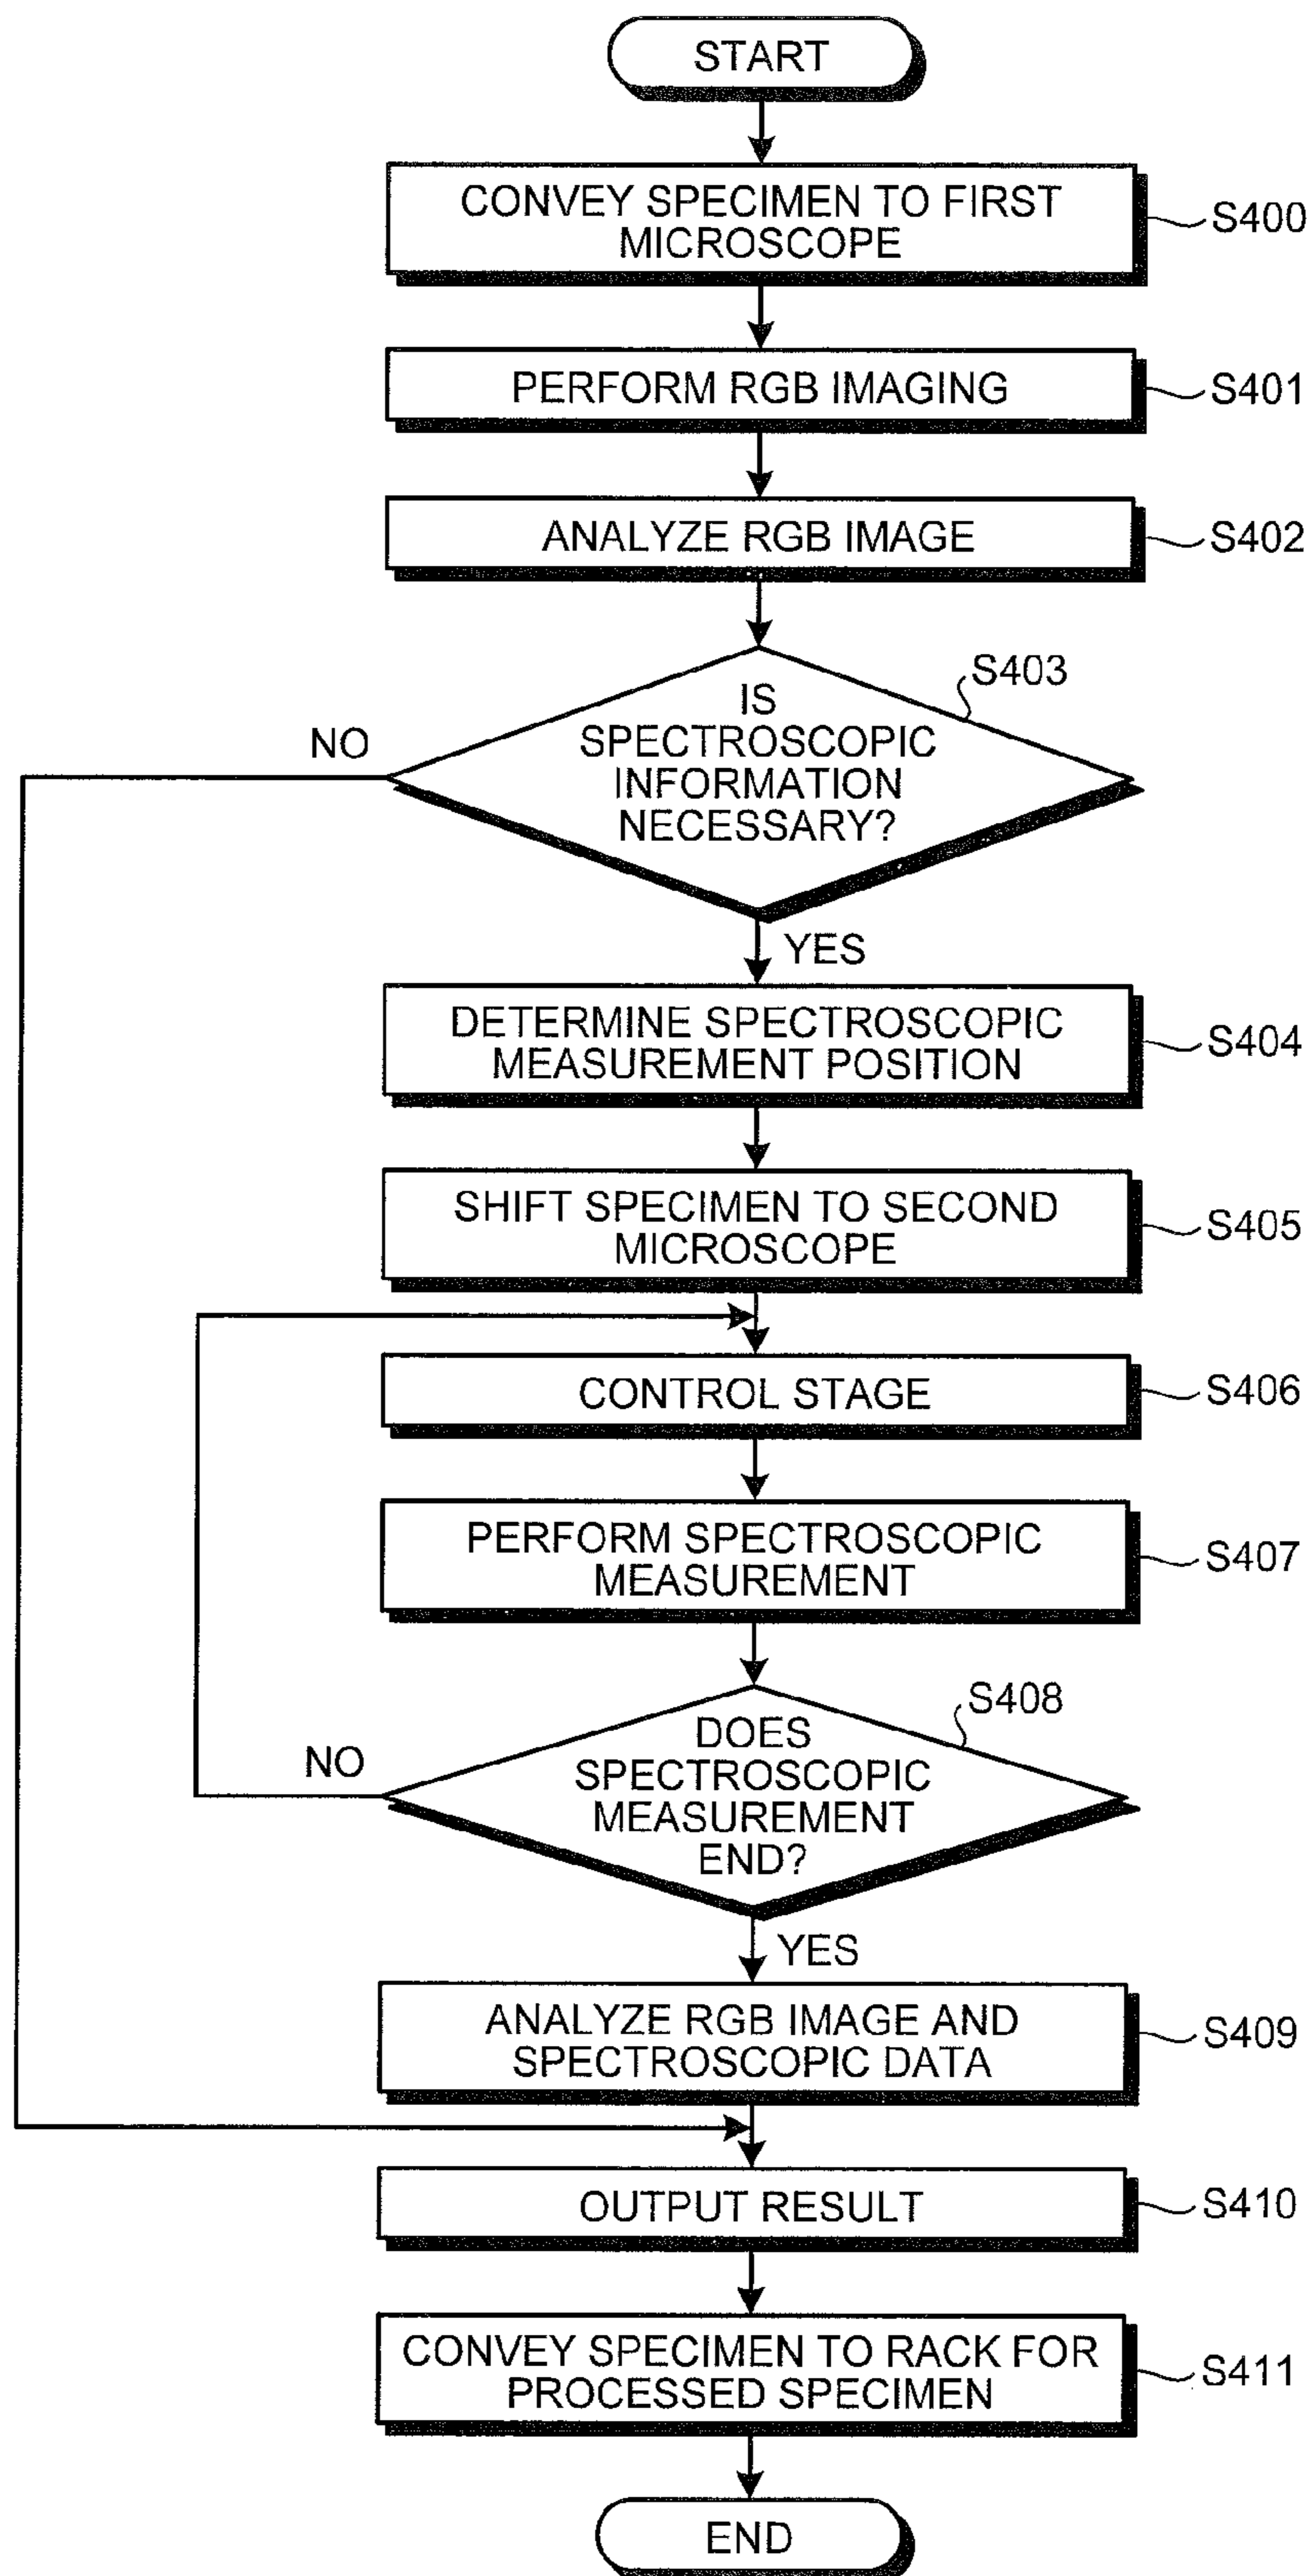 START
CONVEY SPECIMEN TO FIRST
MICROSCOPE
S400
PERFORM RGB IMAGING
S401
ANALYZE RGB IMAGE
S402
S403
IS
SPECTROSCOPIC
INFORMATION
NECESSARY?
NO
YES
DETERMINE SPECTROSCOPIC
MEASUREMENT POSITION
S404
SHIFT SPECIMEN TO SECOND
MICROSCOPE
S405
CONTROL STAGE
S406
PERFORM SPECTROSCOPIC
MEASUREMENT
S407
S408
DOES
SPECTROSCOPIC
MEASUREMENT
END?
NO
YES
ANALYZE RGB IMAGE AND
SPECTROSCOPIC DATA
S409
OUTPUT RESULT
S410
CONVEY SPECIMEN TO RACK FOR
PROCESSED SPECIMEN
S411
END